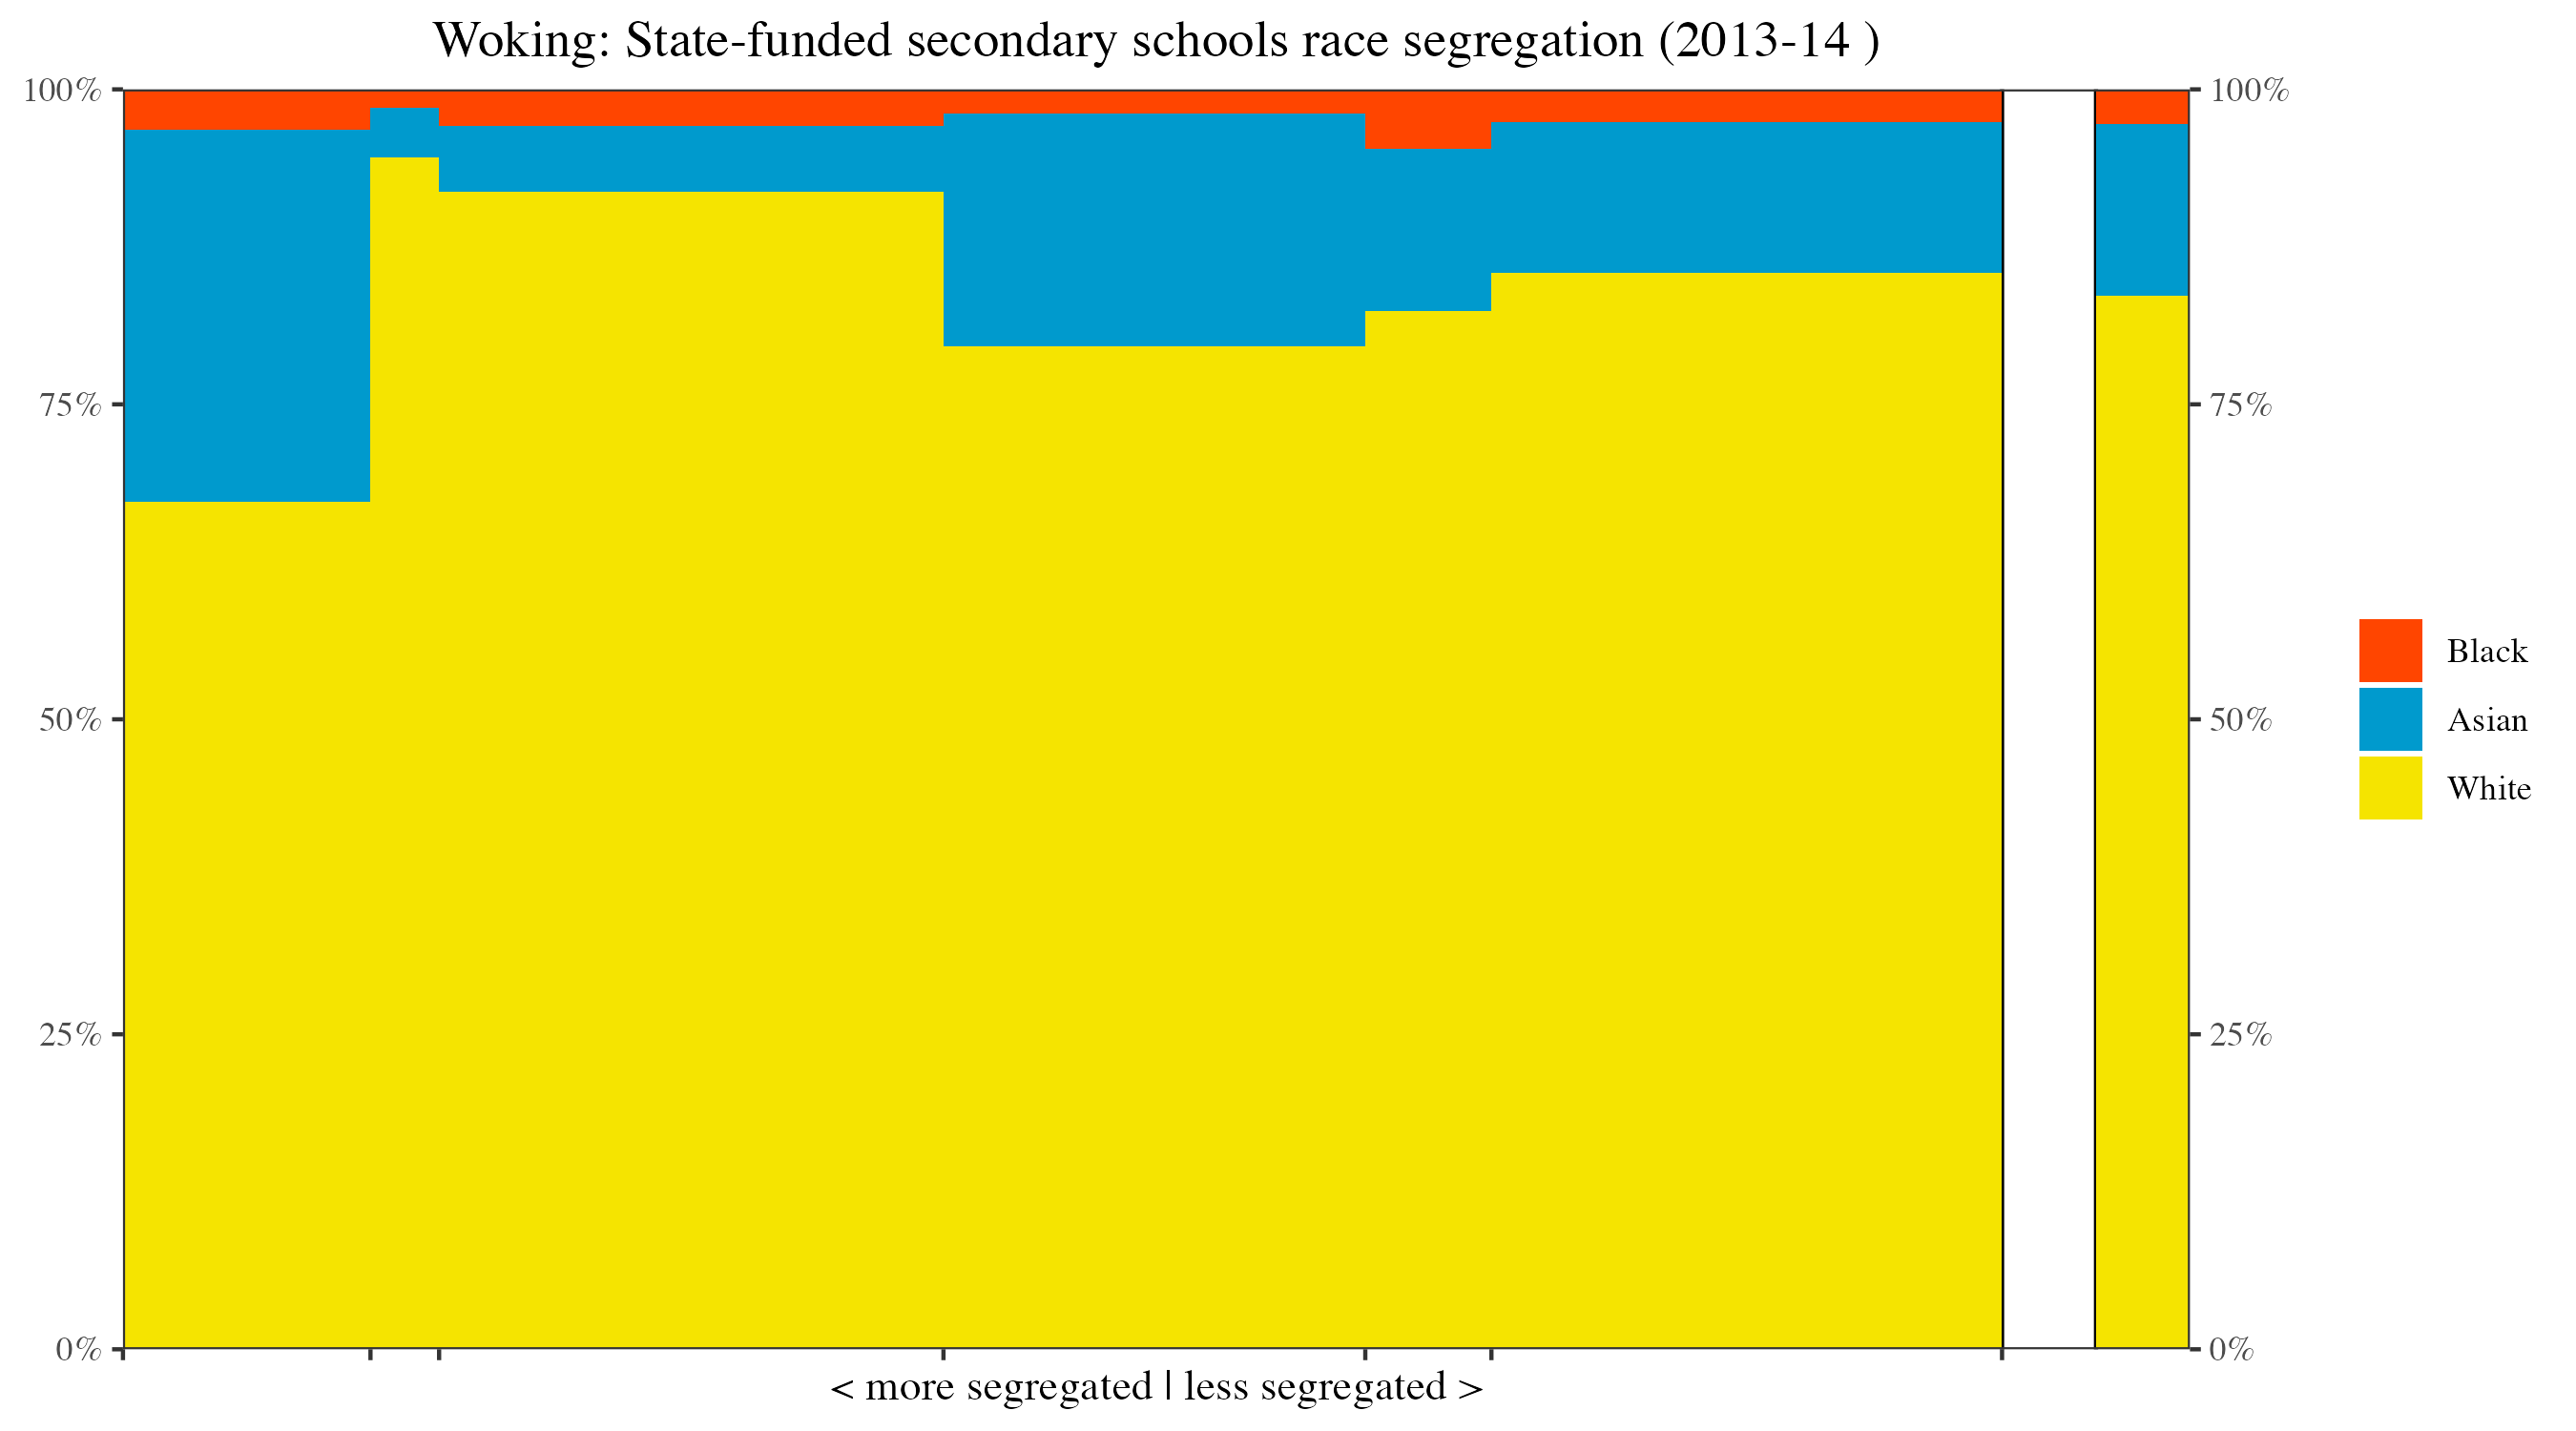 Woking: State-funded secondary schools race segregation (2013-14 )
100%
75%
50%
25%
0%
100%
75%
50%
25%
0%
Black
Asian
White
< more segregated | less segregated >